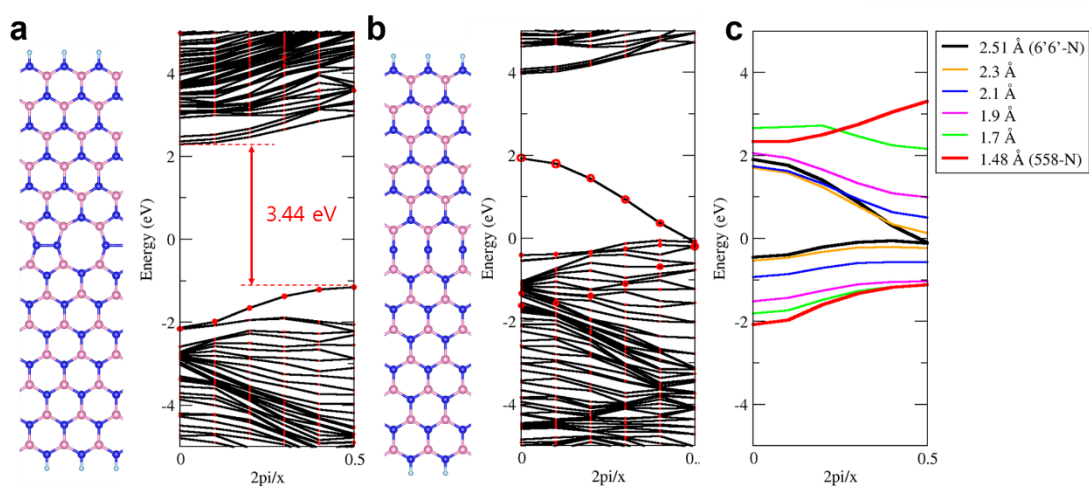 a
b
c
4
2
0
-2
-4
Energy (eV)
3.44 eV
0
0.5
2pi/x
4
2
0
-2
-4
Energy (eV)
0
0.5
2pi/x
4
2
0
-2
-4
Energy (eV)
0
0.5
2pi/x
2.51 Å (6'6'-N)
2.3 Å
2.1 Å
1.9 Å
1.7 Å
1.48 Å (558-N)